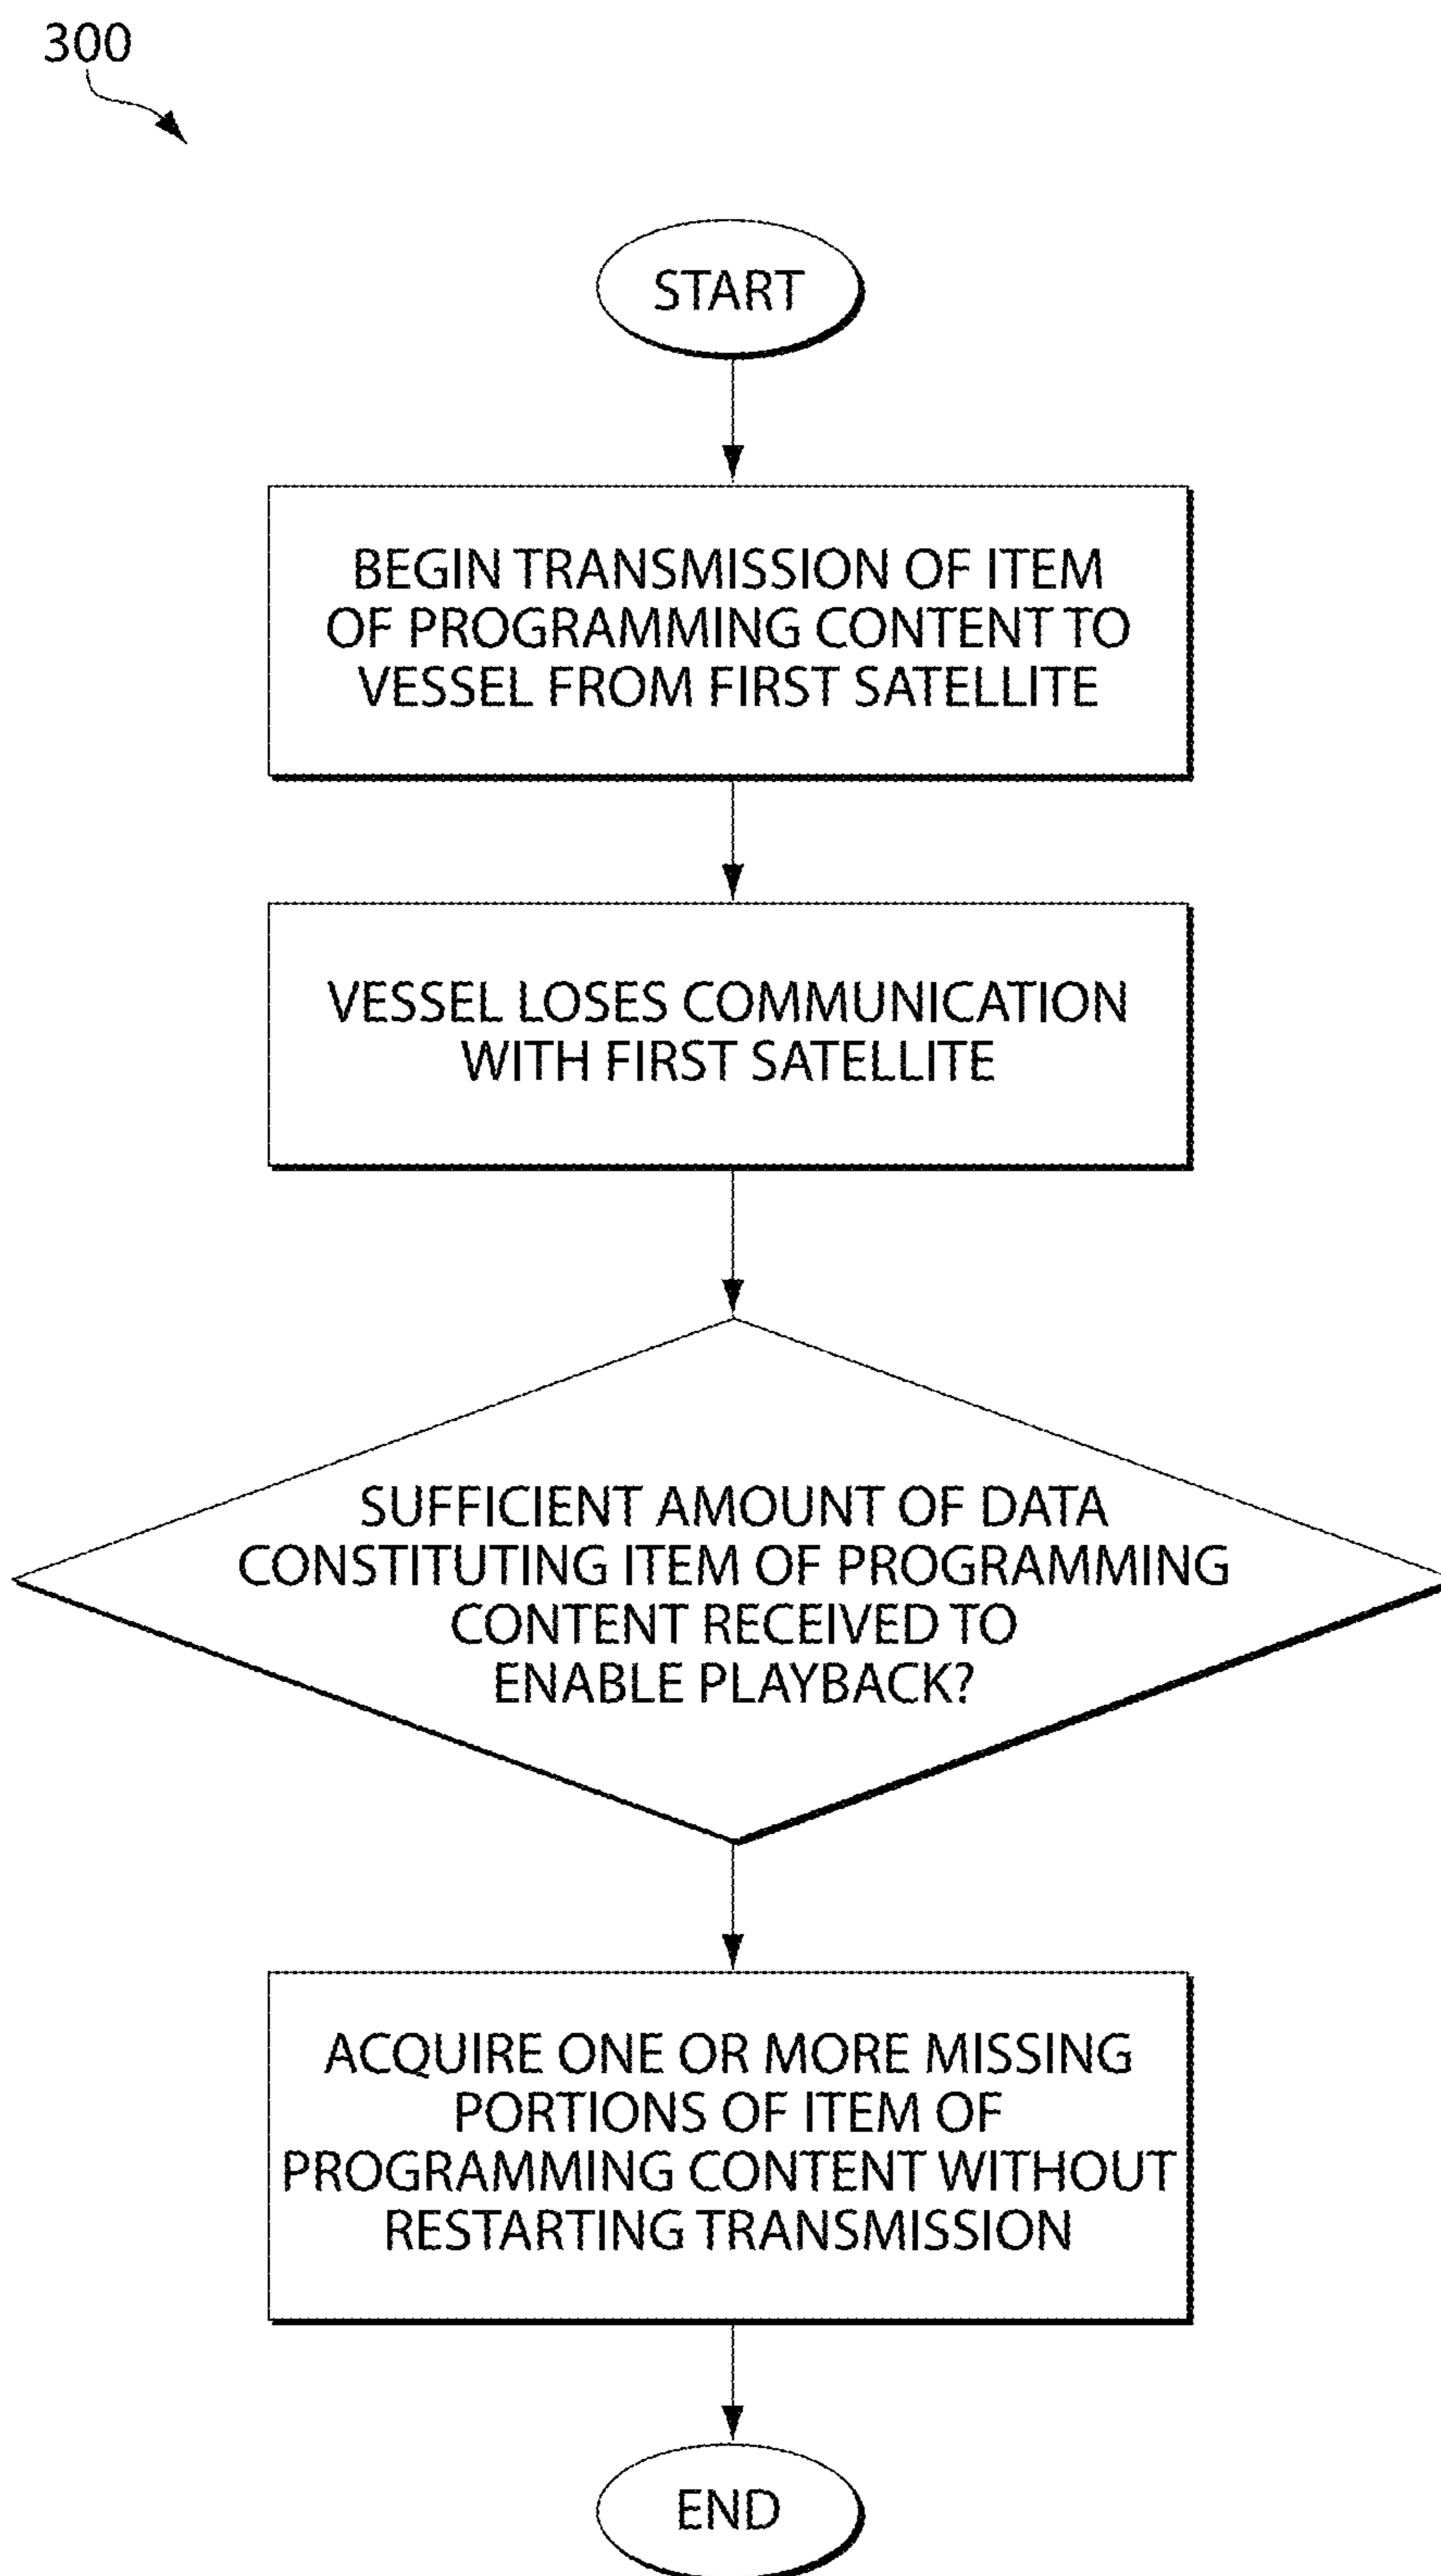 300
START
BEGIN TRANSMISSION OF ITEM
OF PROGRAMMING CONTENT TO
VESSEL FROM FIRST SATELLITE
VESSEL LOSES COMMUNICATION
WITH FIRST SATELLITE
SUFFICIENT AMOUNT OF DATA
CONSTITUTING ITEM OF PROGRAMMING
CONTENT RECEIVED TO
ENABLE PLAYBACK?
ACQUIRE ONE OR MORE MISSING
PORTIONS OF ITEM OF
PROGRAMMING CONTENT WITHOUT
RESTARTING TRANSMISSION
END